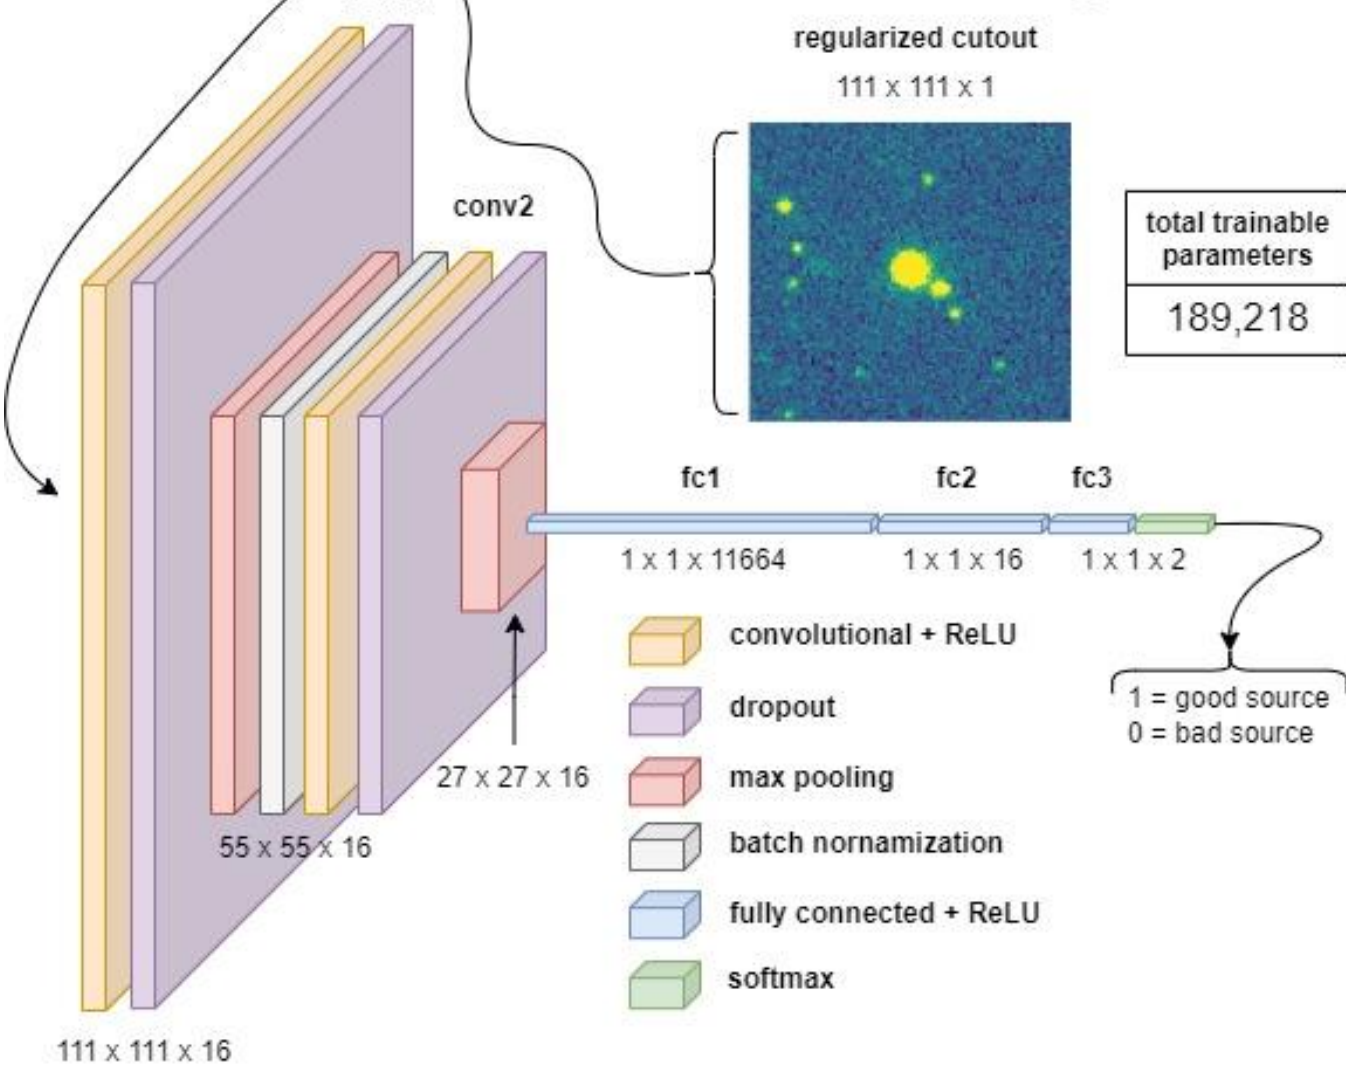 regularized cutout
111 x 111 x 1
conv2
total trainable
parameters
189,218
fc1
fc2
fc3
1 x 1 x 11664
1 x 1 x 16
1 x 1 x 2
convolutional + ReLU
dropout
max pooling
batch nornamization
fully connected + ReLU
softmax
1 = good source
0 = bad source
27 x 27 x 16
55 x 55 x 16
111 x 111 x 16